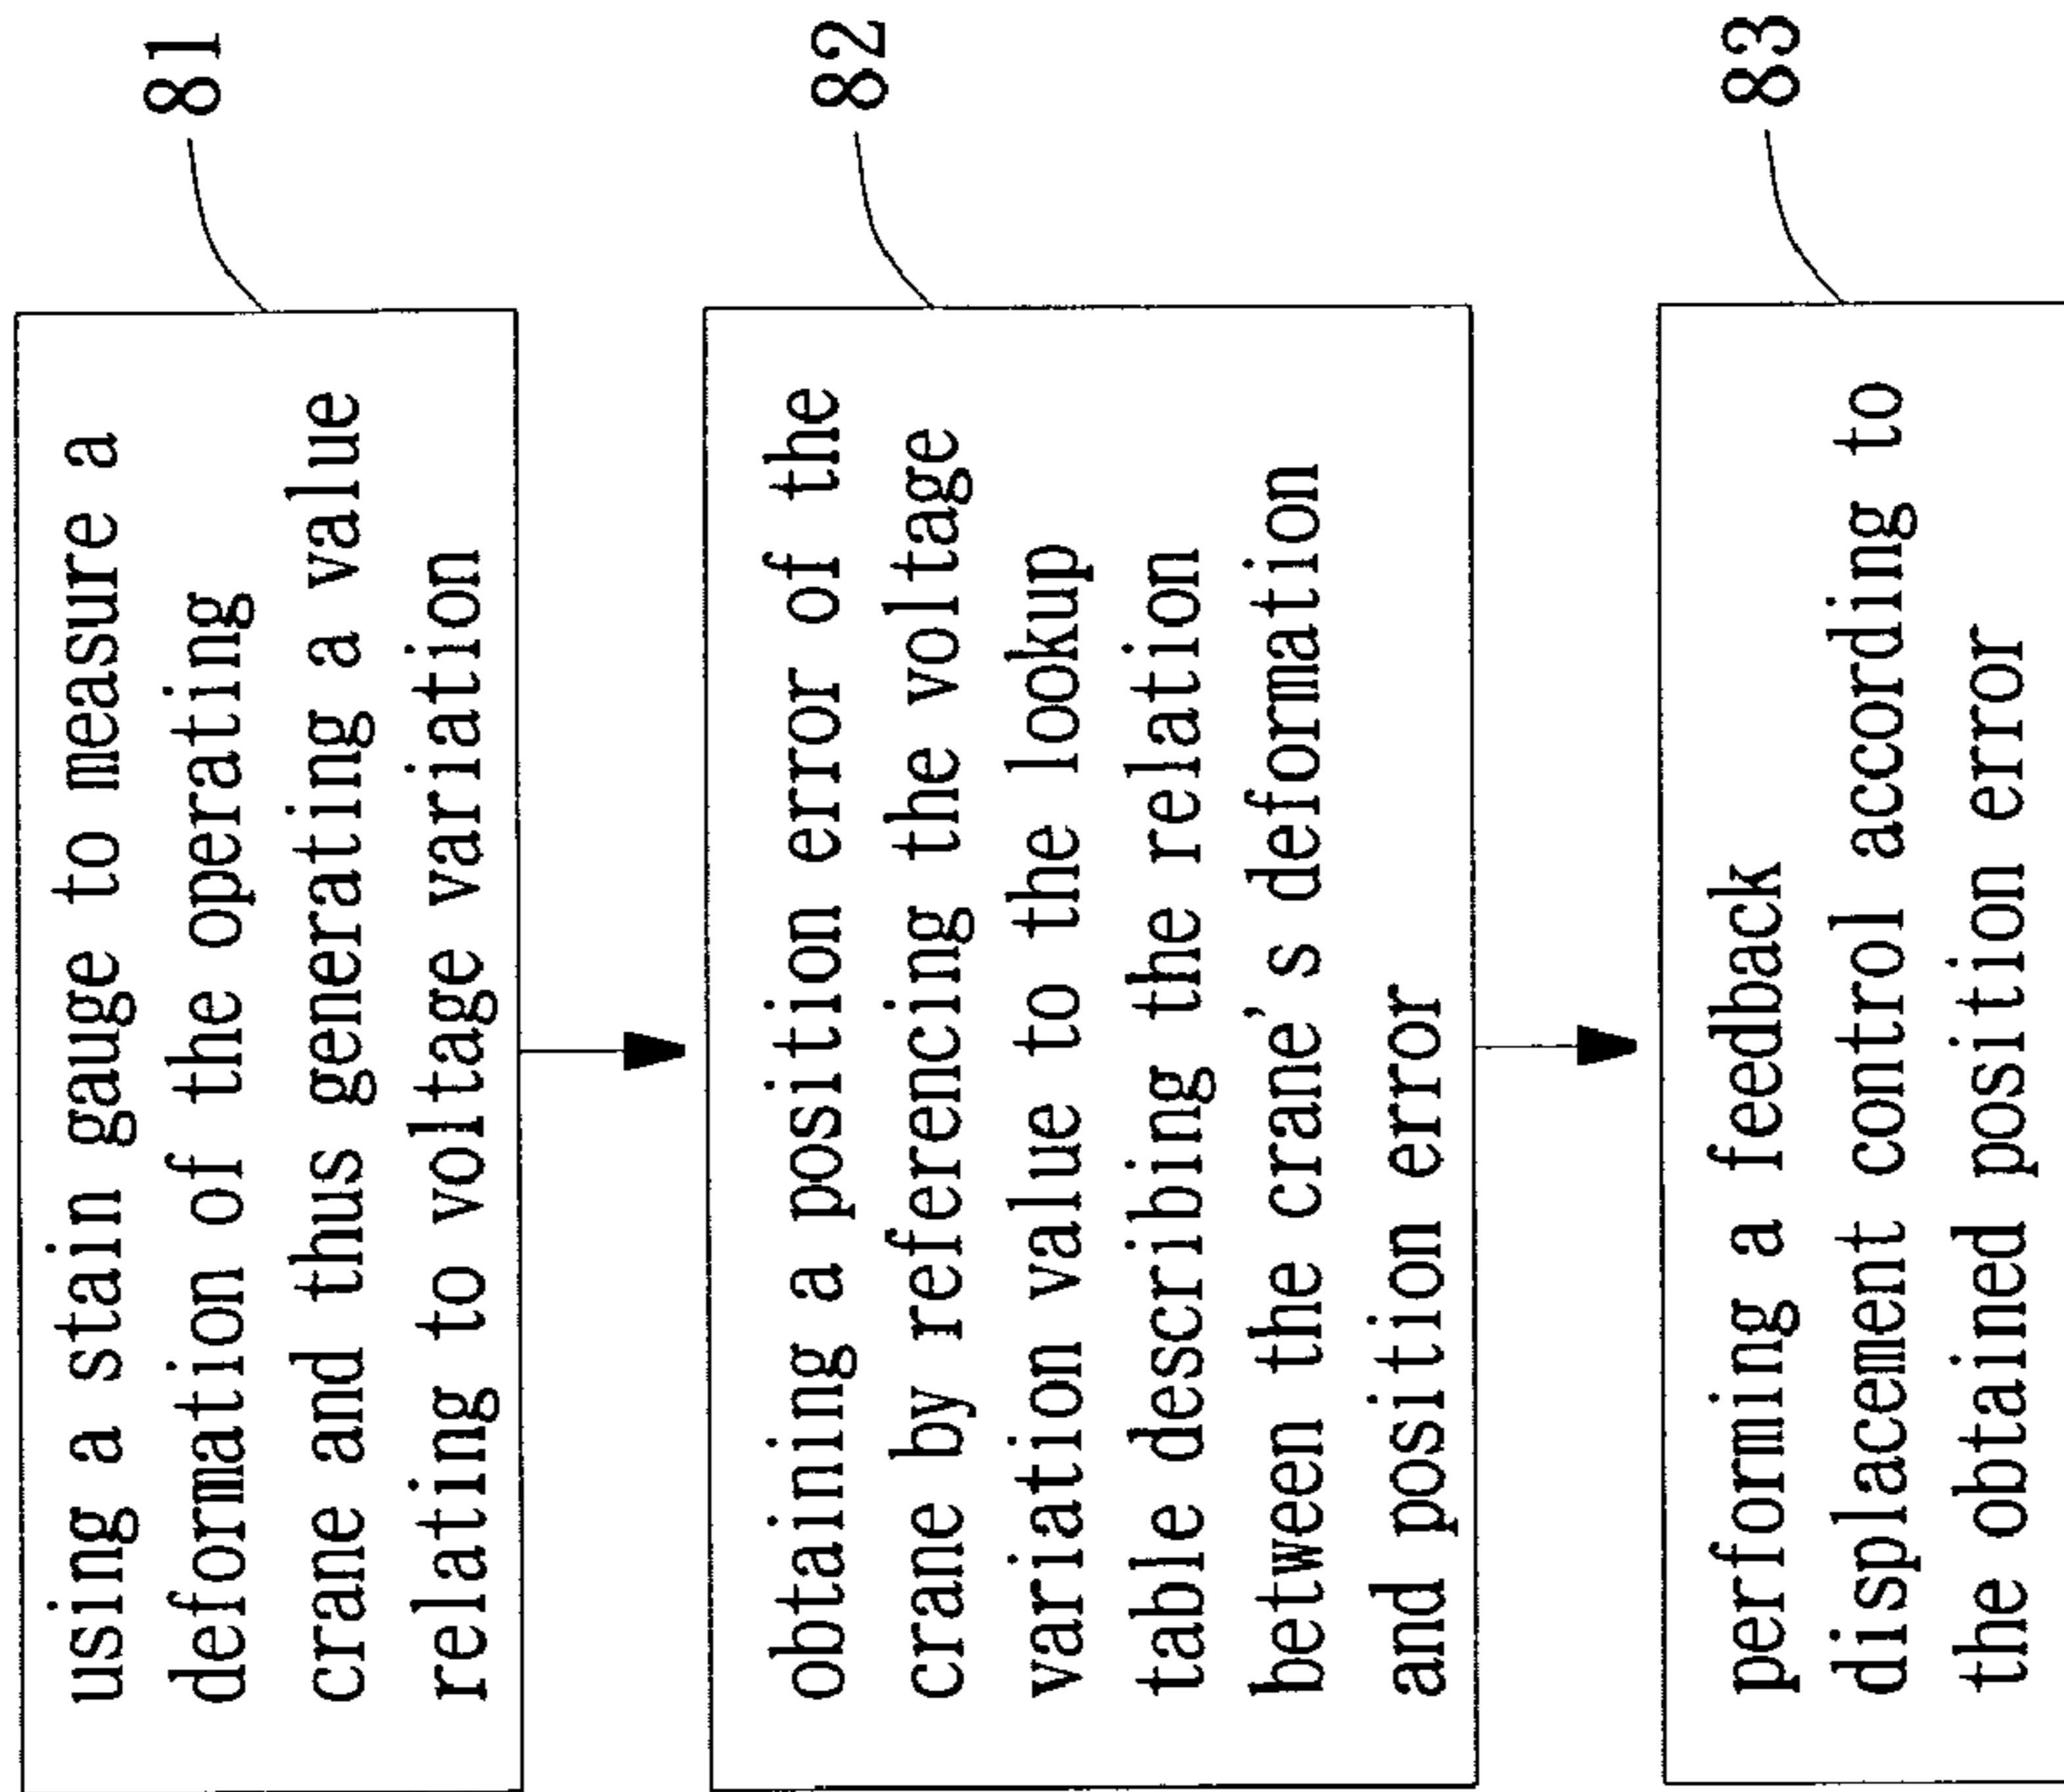 using a stain gauge to measure a
deformation of the operating
crane and thus generating a value
relating to voltage variation
81
obtaining a position error of the
crane by referencing the voltage
variation value to the lookup
table describing the relation
between the crane's deformation
and position error
82
performing a feedback
displacement control according to
the obtained position error
83